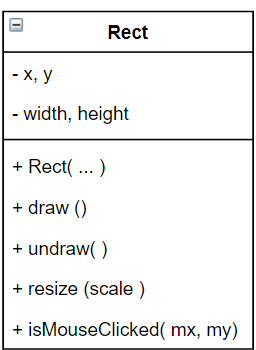 Rect
- x, y
- width, height
+ Rect( ... )
+ draw ()
+ undraw( )
+ resize (scale )
+ isMouseClicked( mx, my)